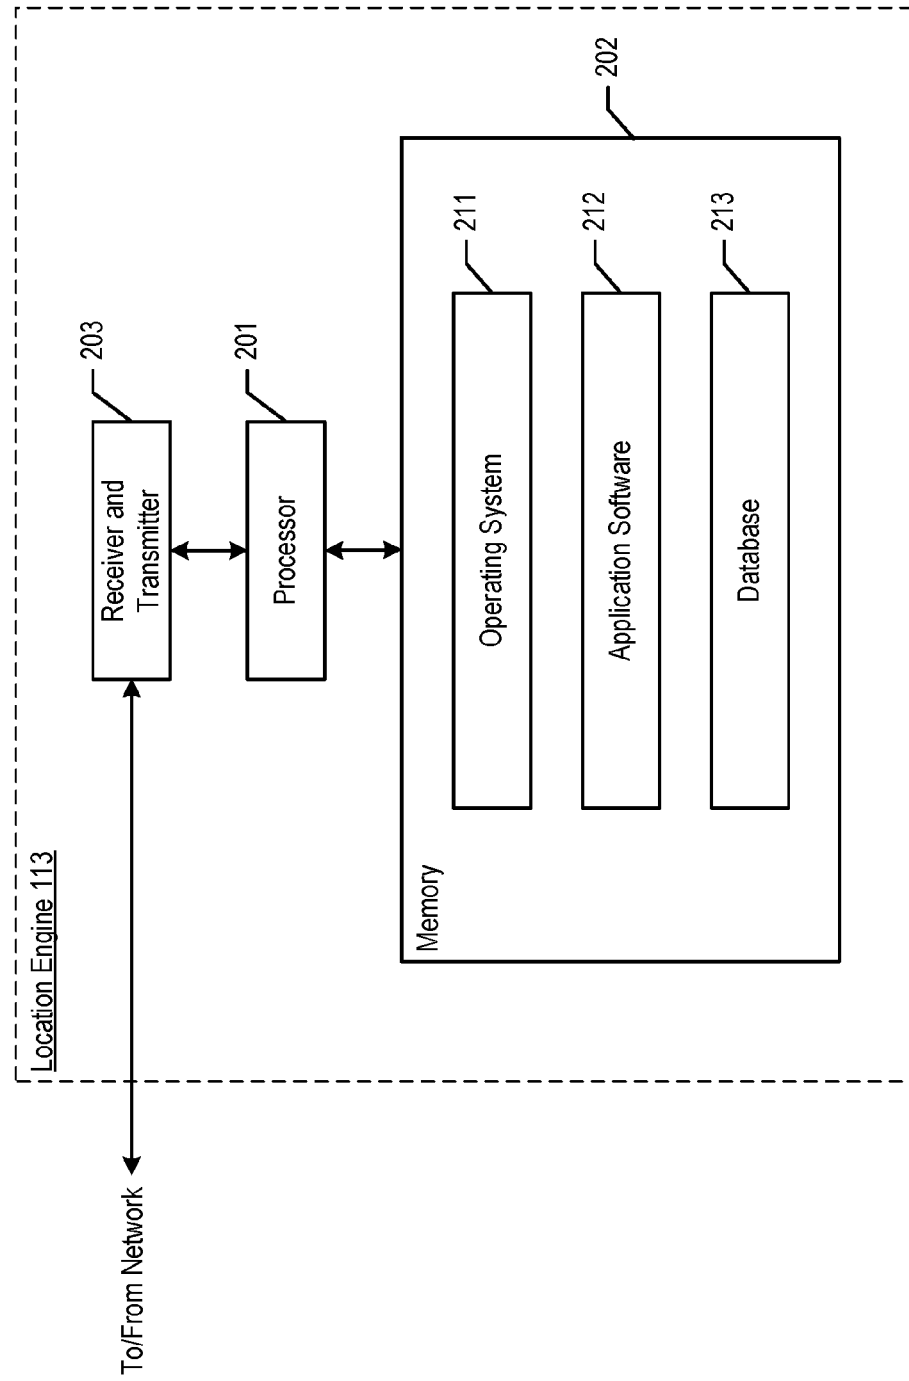 Location Engine 113
To/From Network
Receiver and
Transmitter
203
Processor
201
Memory
202
Operating System
211
Application Software
212
Database
213